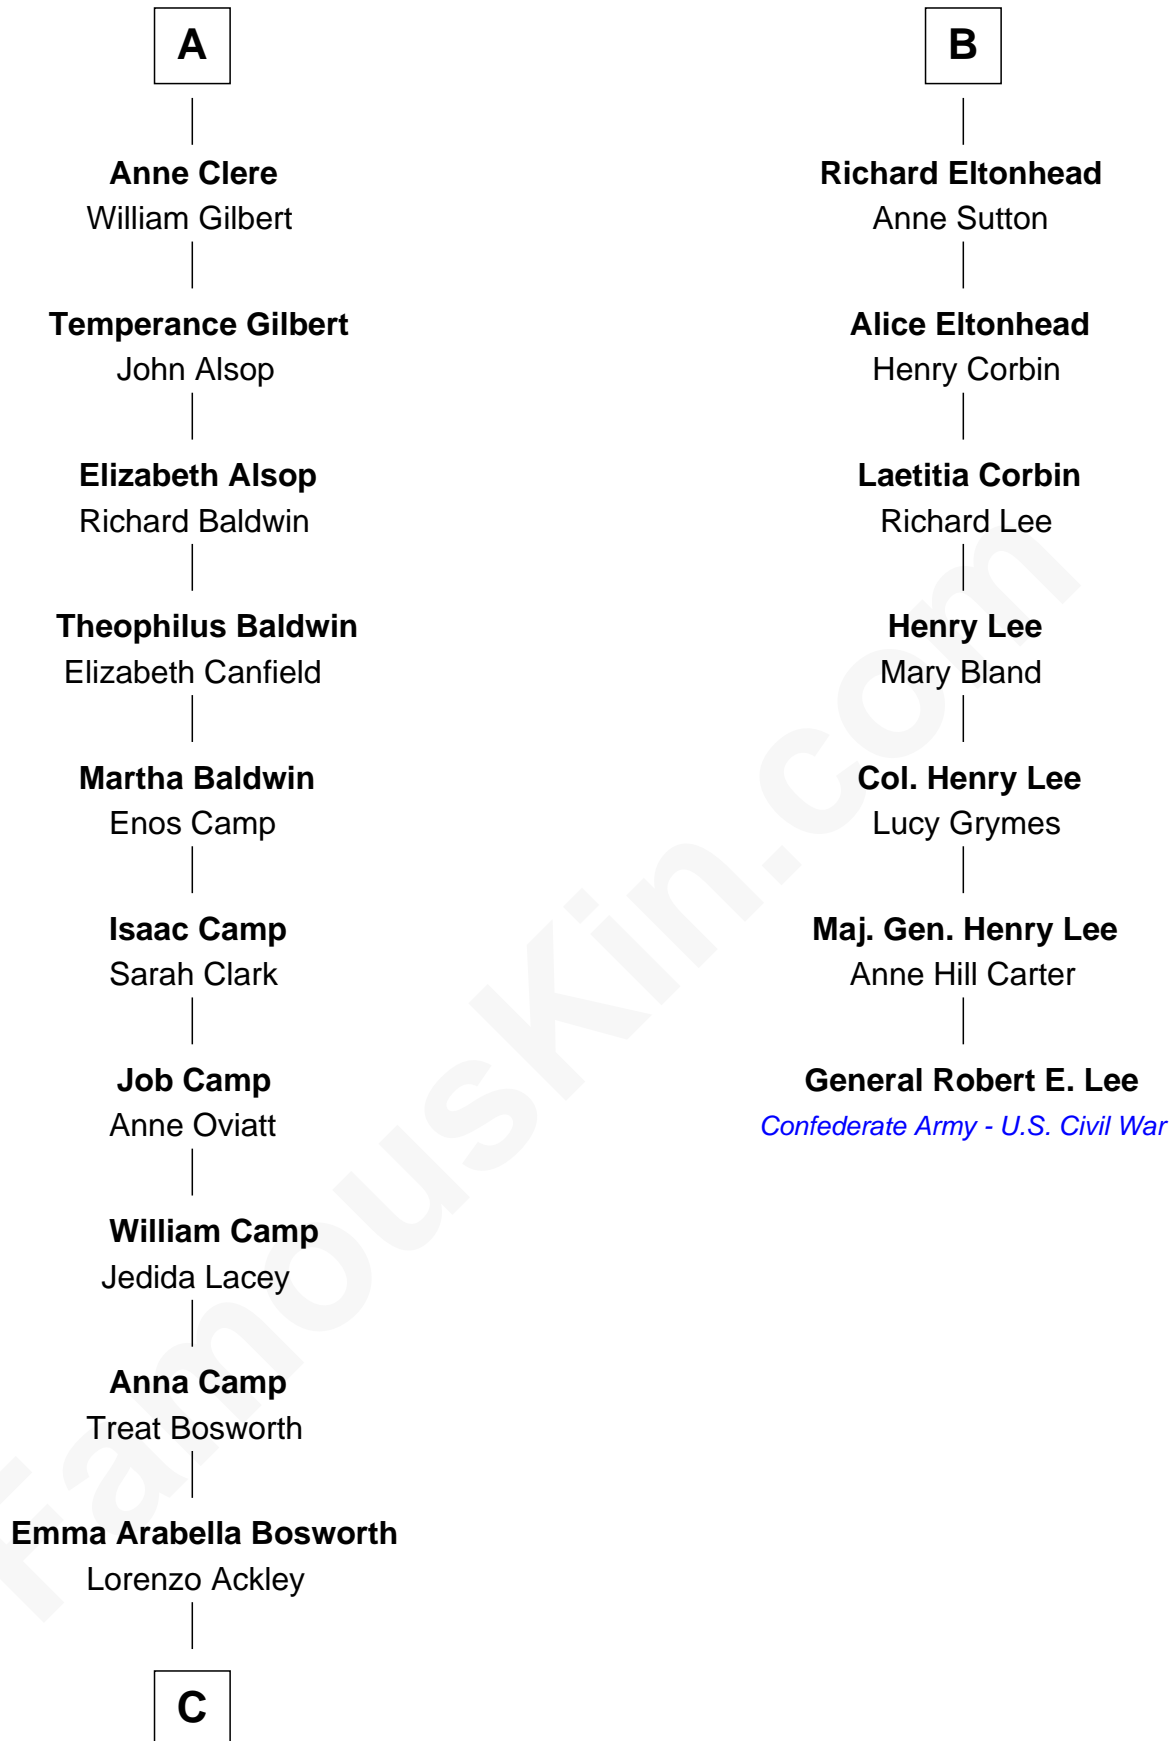 A
Anne Clere
William Gilbert
Temperance Gilbert
John Alsop
Elizabeth Alsop
Richard Baldwin
Theophilus Baldwin
Elizabeth Canfield
Martha Baldwin
Enos Camp
Isaac Camp
Sarah Clark
Job Camp
Anne Oviatt
William Camp
Jedida Lacey
Anna Camp
Treat Bosworth
Emma Arabella Bosworth
Lorenzo Ackley
C
B
Richard Eltonhead
Anne Sutton
Alice Eltonhead
Henry Corbin
Laetitia Corbin
Richard Lee
Henry Lee
Mary Bland
Col. Henry Lee
Lucy Grymes
Maj. Gen. Henry Lee
Anne Hill Carter
General Robert E. Lee
Confederate Army - U.S. Civil War
FamousKin.com